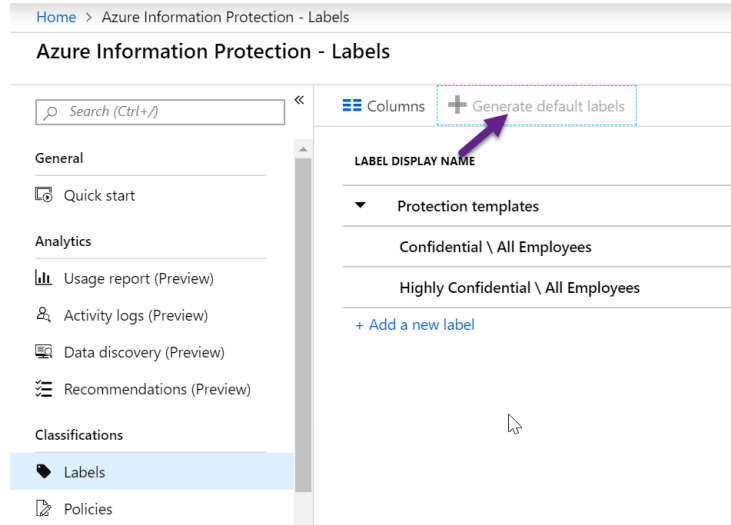 Home > Azure Information Protection - Labels
Azure Information Protection - Labels
Search (Ctrl+/)
«
General
Quick start
Analytics
Usage report (Preview)
Activity logs (Preview)
Data discovery (Preview)
Recommendations (Preview)
Classifications
Labels
Policies
Columns
Generate default labels
LABEL DISPLAY NAME
Protection templates
Confidential \ All Employees
Highly Confidential \ All Employees
+ Add a new label